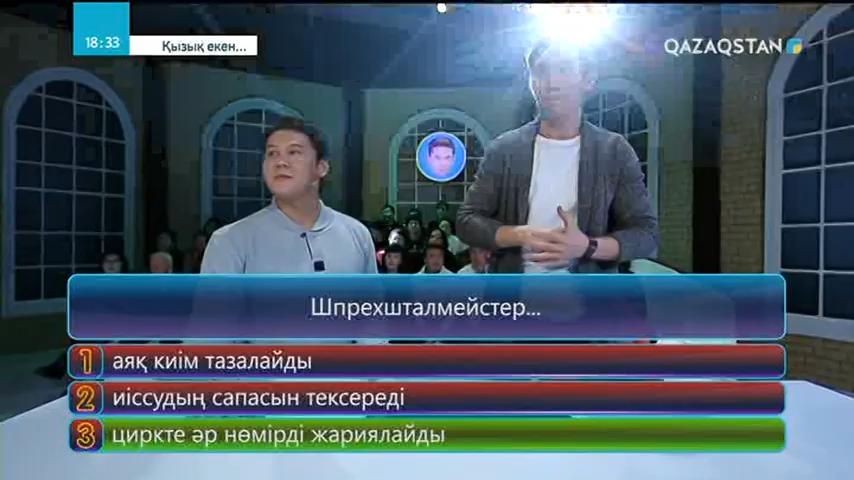 18:33
Қызық екен...
QAZAQSTAN
Шпрехшталмейстер...
1 аяқ киім тазалайды
2 иіссудың сапасын тексереді
3 циркте әр нөмірді жариялайды